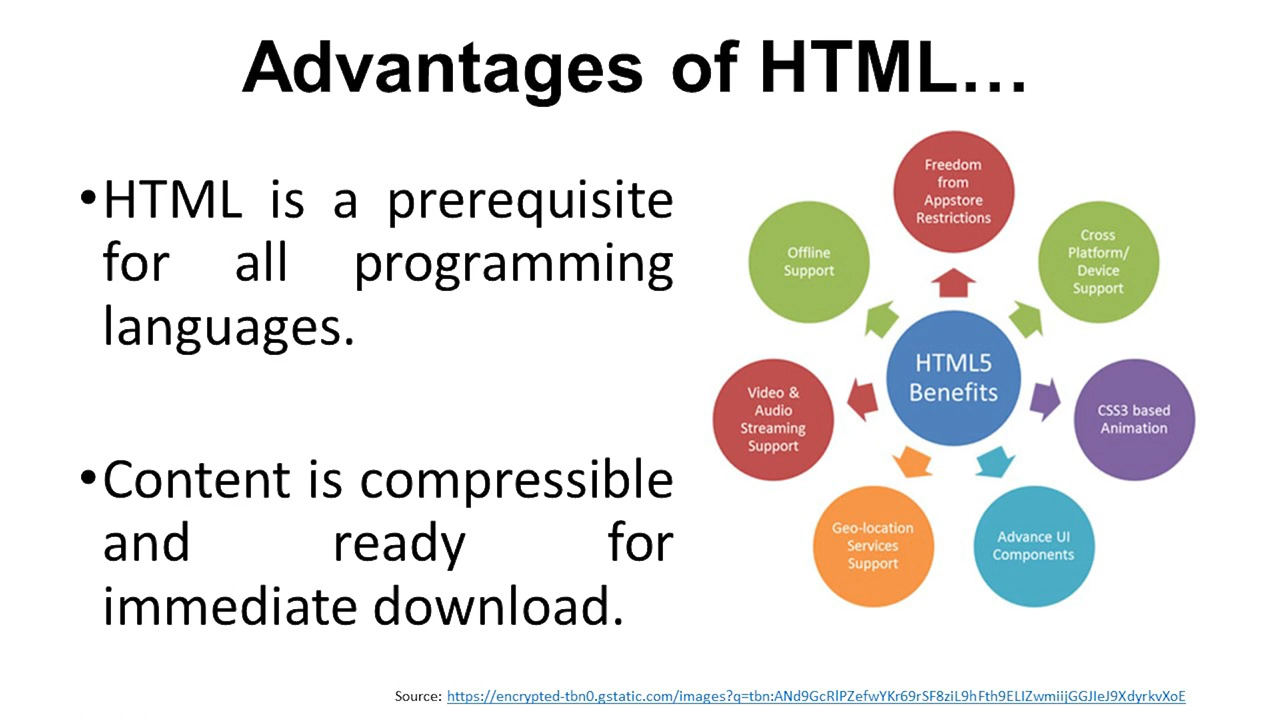 Advantages of HTML…
•HTML is a prerequisite
for all programming
languages.
•Content is compressible
and ready for
immediate download.
Freedom
from
Appstore
Restrictions
Cross
Platform/
Device
Support
CSS3 based
Animation
Advance UI
Components
Geo-location
Services
Support
Video &
Audio
Streaming
Support
Offline
Support
HTML5
Benefits
Source: https://encrypted-tbn0.gstatic.com/images?q=tbn:ANd9GcRlPZefwYKr69rSF8ziL9hFth9ELIZwmiijGGJIeJ9XdyrkvXoE